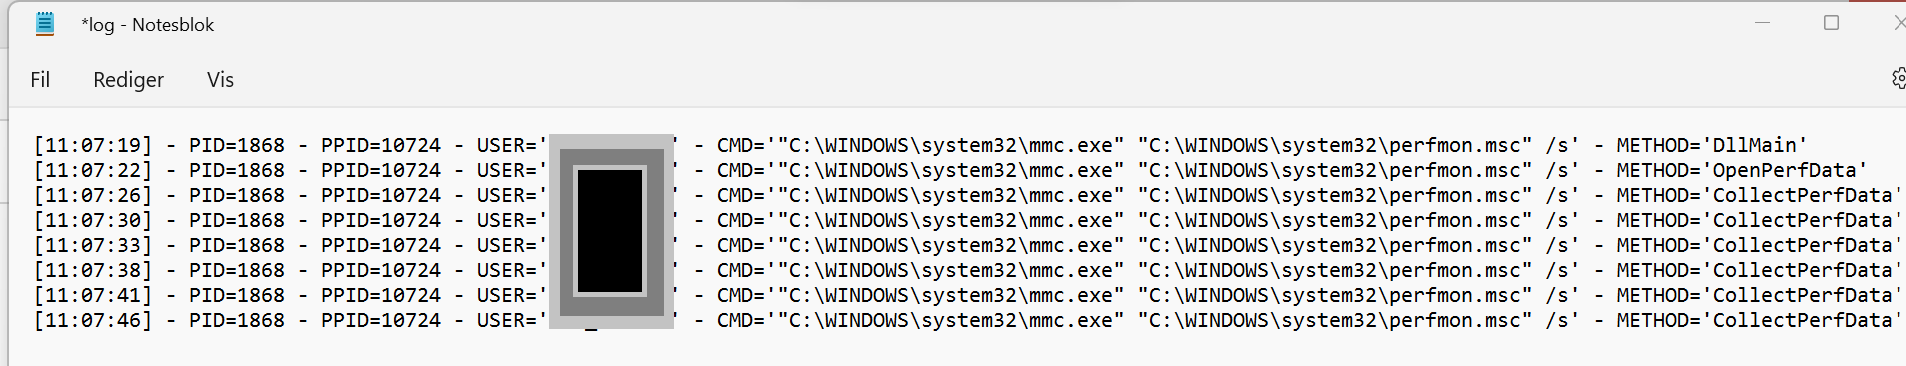 *log - Notesblok
Fil Rediger Vis
[11:07:19] - PID=1868 - PPID=10724 - USER=' ' - CMD='"C:\WINDOWS\system32\mmc.exe" "C:\WINDOWS\system32\perfmon.msc" /s' - METHOD='DllMain'
[11:07:22] - PID=1868 - PPID=10724 - USER=' ' - CMD='"C:\WINDOWS\system32\mmc.exe" "C:\WINDOWS\system32\perfmon.msc" /s' - METHOD='OpenPerfData'
[11:07:26] - PID=1868 - PPID=10724 - USER=' ' - CMD='"C:\WINDOWS\system32\mmc.exe" "C:\WINDOWS\system32\perfmon.msc" /s' - METHOD='CollectPerfData'
[11:07:30] - PID=1868 - PPID=10724 - USER=' ' - CMD='"C:\WINDOWS\system32\mmc.exe" "C:\WINDOWS\system32\perfmon.msc" /s' - METHOD='CollectPerfData'
[11:07:33] - PID=1868 - PPID=10724 - USER=' ' - CMD='"C:\WINDOWS\system32\mmc.exe" "C:\WINDOWS\system32\perfmon.msc" /s' - METHOD='CollectPerfData'
[11:07:38] - PID=1868 - PPID=10724 - USER=' ' - CMD='"C:\WINDOWS\system32\mmc.exe" "C:\WINDOWS\system32\perfmon.msc" /s' - METHOD='CollectPerfData'
[11:07:41] - PID=1868 - PPID=10724 - USER=' ' - CMD='"C:\WINDOWS\system32\mmc.exe" "C:\WINDOWS\system32\perfmon.msc" /s' - METHOD='CollectPerfData'
[11:07:46] - PID=1868 - PPID=10724 - USER=' ' - CMD='"C:\WINDOWS\system32\mmc.exe" "C:\WINDOWS\system32\perfmon.msc" /s' - METHOD='CollectPerfData'